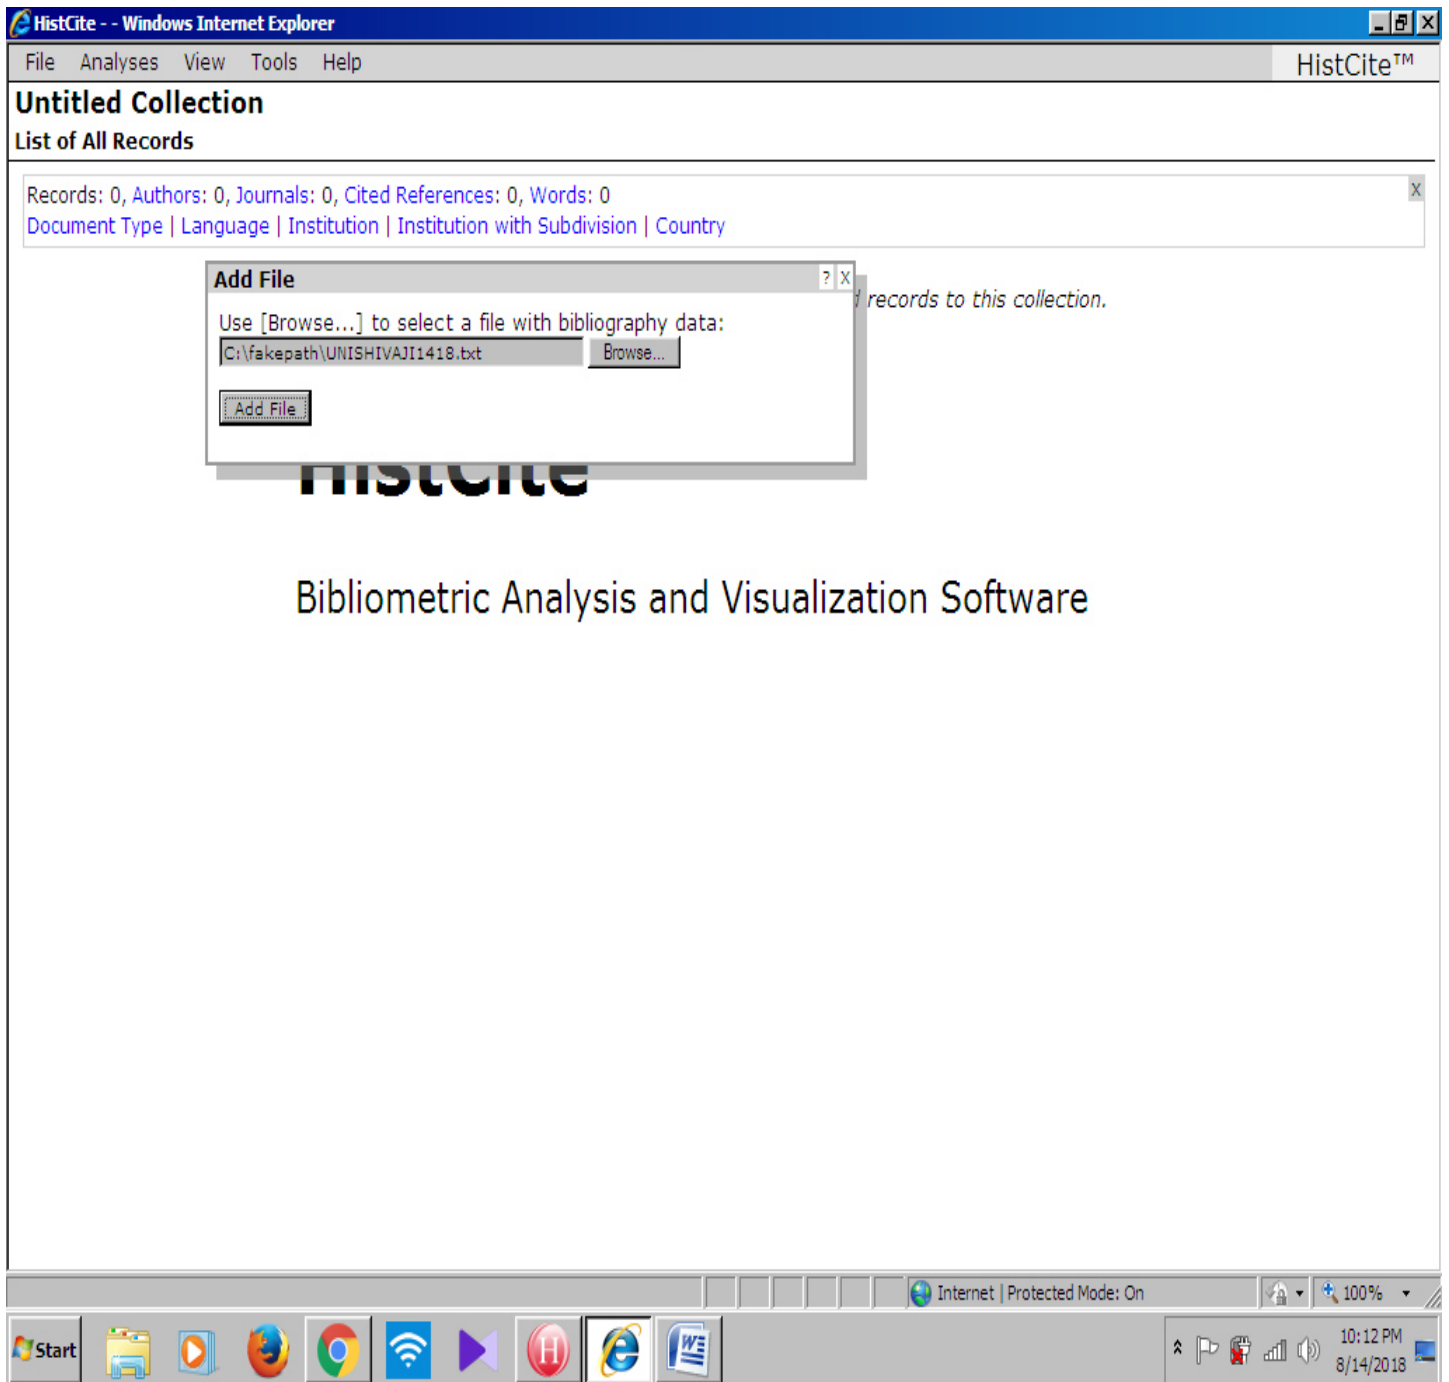 HistCite - - Windows Internet Explorer
File Analyses View Tools Help
HistCite™
Untitled Collection
List of All Records
Records: 0, Authors: 0, Journals: 0, Cited References: 0, Words: 0
X
Document Type | Language | Institution | Institution with Subdivision | Country
Add File
? X
records to this collection.
Use [Browse...] to select a file with bibliography data:
C:\fakepath\UNISHIVAJI1418.txt
Browse...
Add File
HistCite
Bibliometric Analysis and Visualization Software
Internet | Protected Mode: On
100%
Start
10:12 PM
8/14/2018